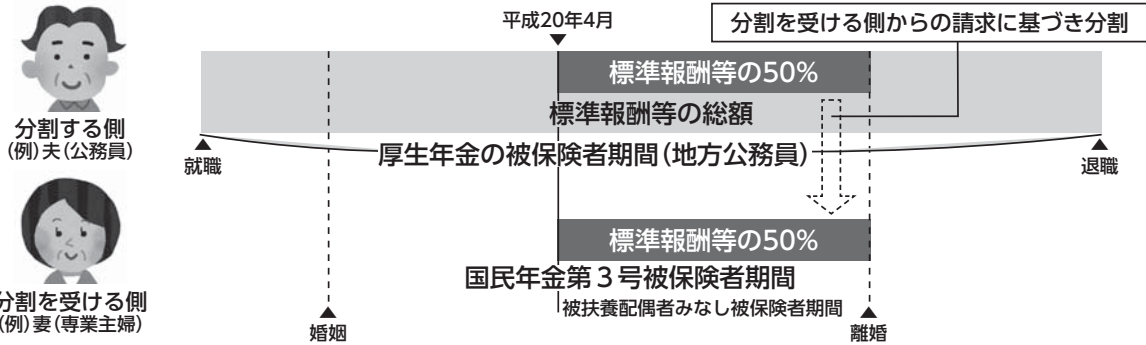 平成20年4月
分割を受ける側からの請求に基づき分割
標準報酬等の50%
分割する側
(例)夫(公務員)
標準報酬等の総額
就職
厚生年金の被保険者期間(地方公務員)
退職
標準報酬等の50%
国民年金第3号被保険者期間
分割を受ける側
(例)妻(専業主婦)
被扶養配偶者みなし被保険者期間
婚姻
離婚